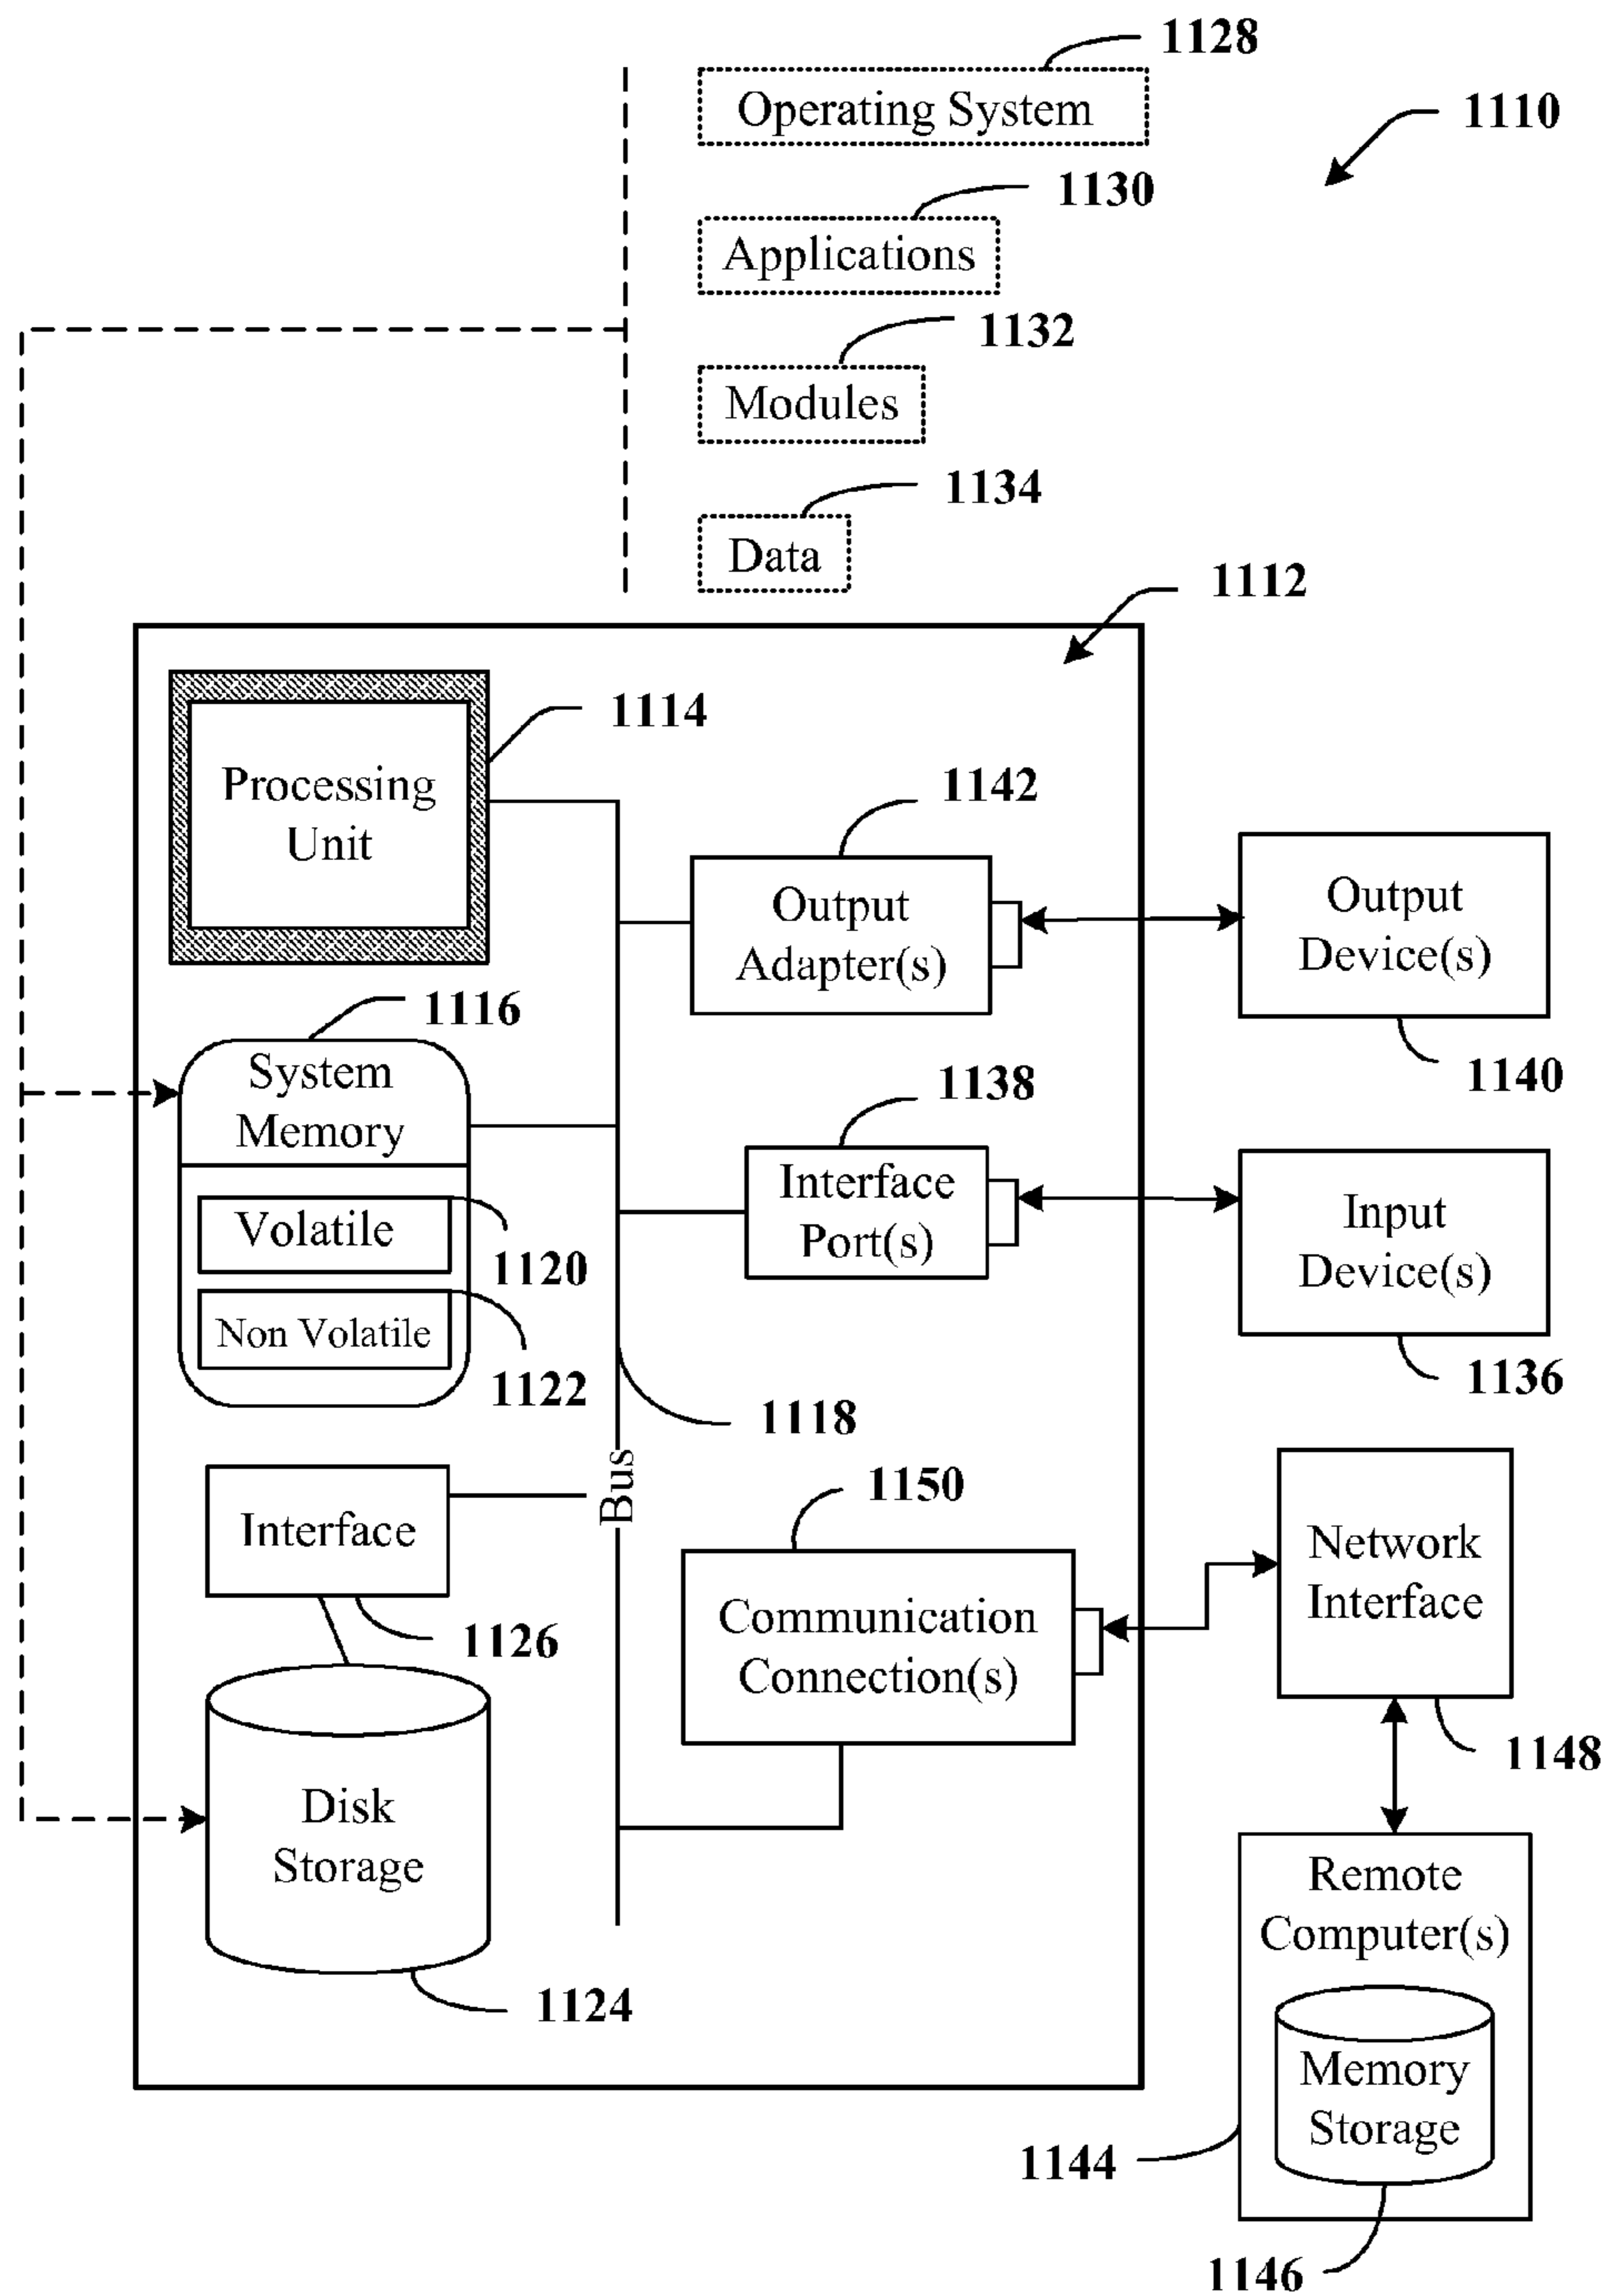 1128
Operating System
1110
1130
Applications
1132
Modules
1134
Data
1112
1114
Processing
Unit
1142
Output
Adapter(s)
Output
Device(s)
1140
1116
System
Memory
1138
Interface
Port(s)
Input
Device(s)
1136
Volatile
1120
Non Volatile
1122
1118
Bus
1150
Interface
1126
Communication
Connection(s)
Network
Interface
1148
Disk
Storage
1124
Remote
Computer(s)
Memory
Storage
1144
1146